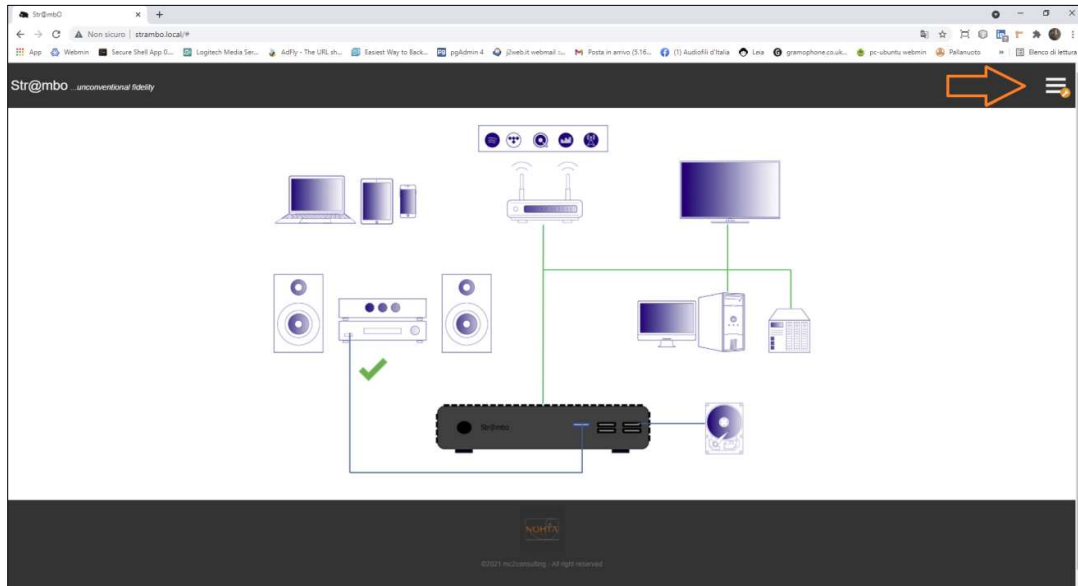 Str@mbO
Non sicuro | strambo.local/#
App Webmin Secure Shell App 0... Logitech Media Ser... AdFly - The URL sh... Easiest Way to Back... pgAdmin 4 j2web.it webmail ::... Posta in arrivo (5.16... (1) Audiofili d'Italia Leia gramophone.co.uk... pc-ubuntu webmin Pallanuoto » Elenco di lettura
Str@mbo ...unconventional fidelity
Str@mbo
NOHTX
©2021 mc2consulting - All right reserved